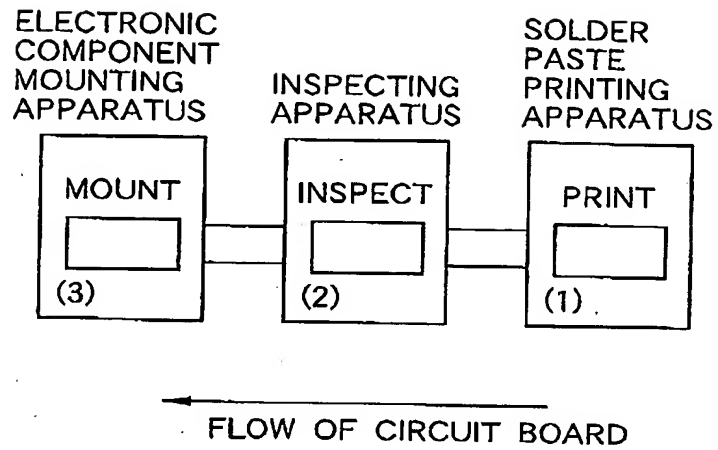 ELECTRONIC
COMPONENT
MOUNTING
APPARATUS
INSPECTING
APPARATUS
SOLDER
PASTE
PRINTING
APPARATUS
MOUNT
(3)
INSPECT
(2)
PRINT
(1)
FLOW OF CIRCUIT BOARD